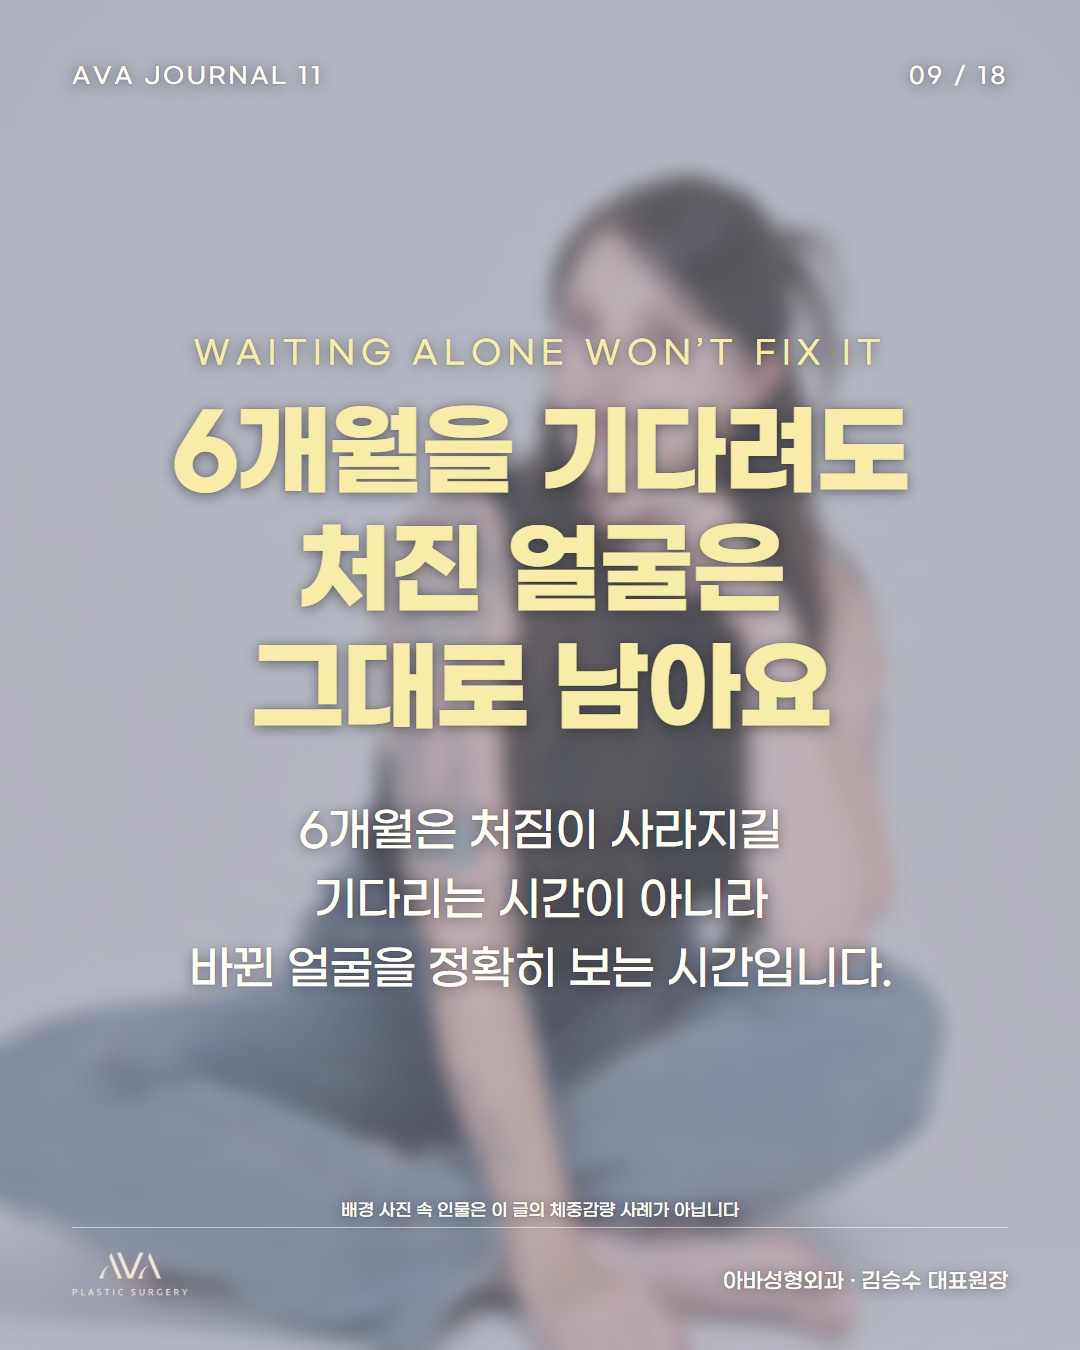 AVA JOURNAL 11
09 / 18
WAITING ALONE WON'T FIX IT
6개월을 기다려도
처진 얼굴은
그대로 남아요
6개월은 처짐이 사라지길
기다리는 시간이 아니라
바뀐 얼굴을 정확히 보는 시간입니다.
배경 사진 속 인물은 이 글의 체중감량 사례가 아닙니다
AVA
PLASTIC SURGERY
아바성형외과 · 김승수 대표원장